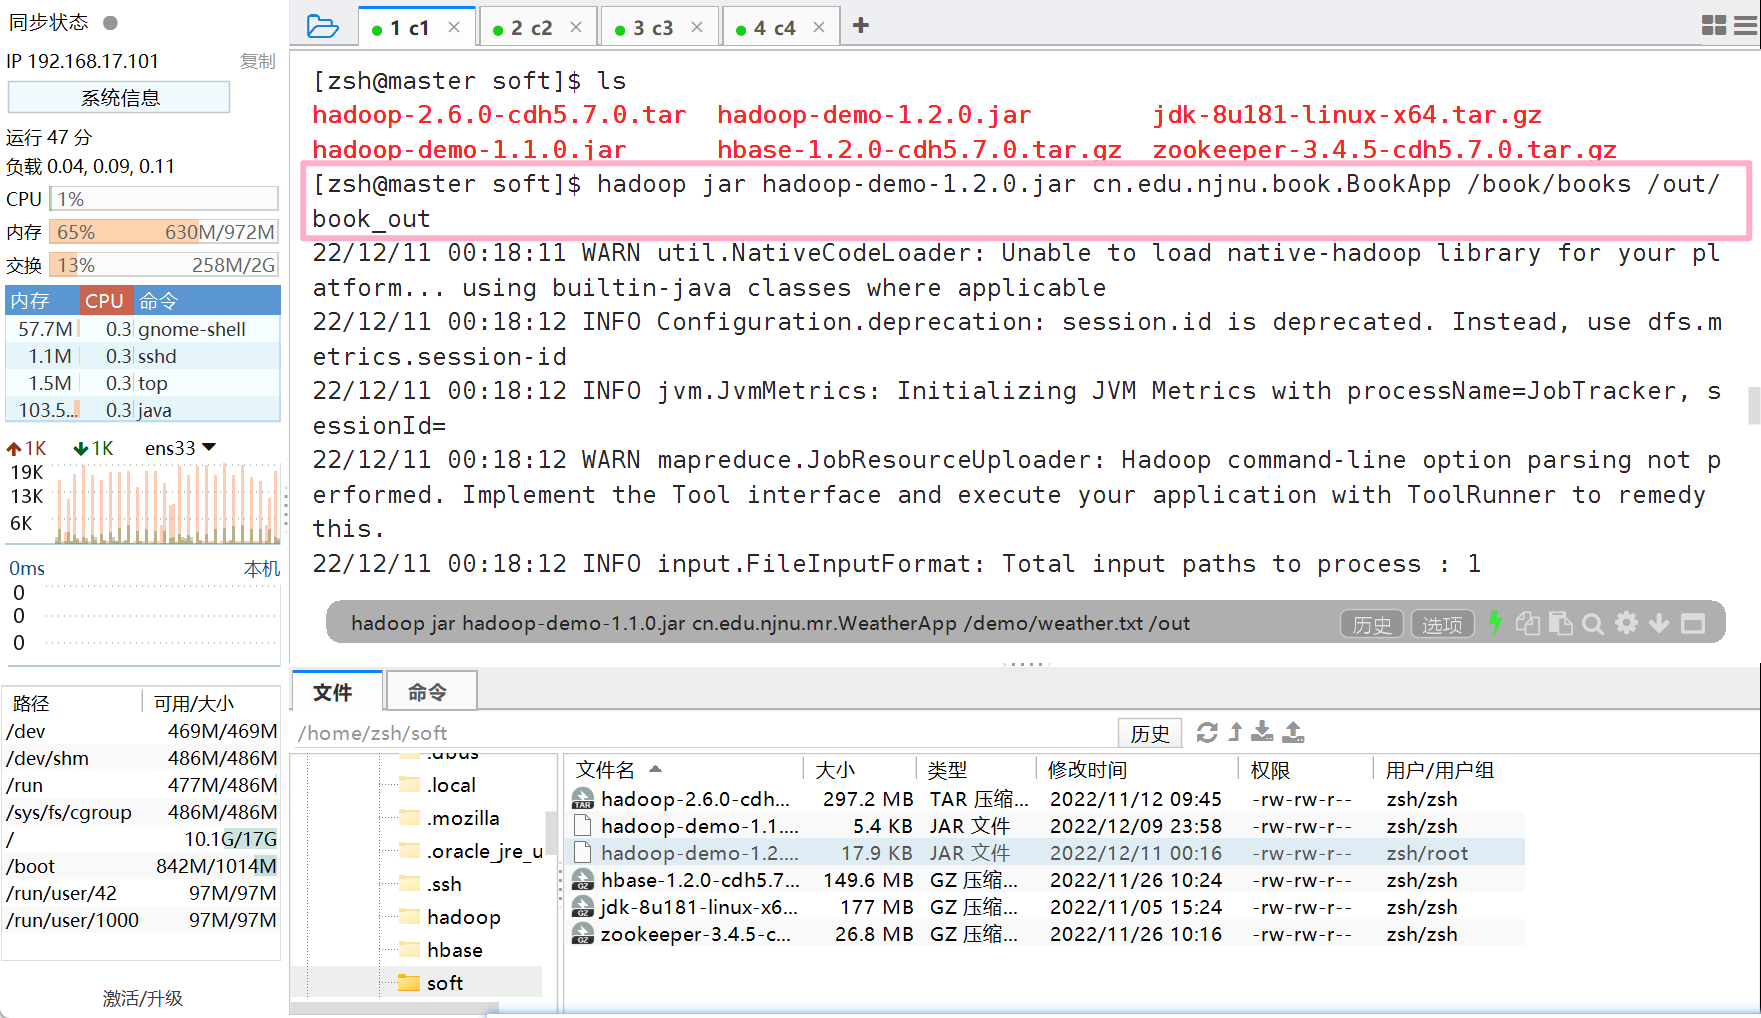 同步状态
IP 192.168.17.101 复制
系统信息
运行 47 分
负载 0.04, 0.09, 0.11
CPU 1%
内存 65% 630M/972M
交换 13% 258M/2G
内存 CPU 命令
57.7M 0.3 gnome-shell
1.1M 0.3 sshd
1.5M 0.3 top
103.5... 0.3 java
1K 1K ens33
19K
13K
6K
0ms 本机
0
0
0
路径 可用/大小
/dev 469M/469M
/dev/shm 486M/486M
/run 477M/486M
/sys/fs/cgroup 486M/486M
/ 10.1G/17G
/boot 842M/1014M
/run/user/42 97M/97M
/run/user/1000 97M/97M
激活/升级
1 c1 × 2 c2 × 3 c3 × 4 c4 × +
[zsh@master soft]$ ls
hadoop-2.6.0-cdh5.7.0.tar hadoop-demo-1.2.0.jar jdk-8u181-linux-x64.tar.gz
hadoop-demo-1.1.0.jar hbase-1.2.0-cdh5.7.0.tar.gz zookeeper-3.4.5-cdh5.7.0.tar.gz
[zsh@master soft]$ hadoop jar hadoop-demo-1.2.0.jar cn.edu.njnu.book.BookApp /book/books /out/
book_out
22/12/11 00:18:11 WARN util.NativeCodeLoader: Unable to load native-hadoop library for your pl
atform... using builtin-java classes where applicable
22/12/11 00:18:12 INFO Configuration.deprecation: session.id is deprecated. Instead, use dfs.m
etrics.session-id
22/12/11 00:18:12 INFO jvm.JvmMetrics: Initializing JVM Metrics with processName=JobTracker, s
essionId=
22/12/11 00:18:12 WARN mapreduce.JobResourceUploader: Hadoop command-line option parsing not p
erformed. Implement the Tool interface and execute your application with ToolRunner to remedy
this.
22/12/11 00:18:12 INFO input.FileInputFormat: Total input paths to process : 1
hadoop jar hadoop-demo-1.1.0.jar cn.edu.njnu.mr.WeatherApp /demo/weather.txt /out 历史 选项
文件 命令
/home/zsh/soft 历史
.dbus
.local
.mozilla
.oracle_jre_u
.ssh
hadoop
hbase
soft
文件名 大小 类型 修改时间 权限 用户/用户组
hadoop-2.6.0-cdh... 297.2 MB TAR 压缩... 2022/11/12 09:45 -rw-rw-r-- zsh/zsh
hadoop-demo-1.1.... 5.4 KB JAR 文件 2022/12/09 23:58 -rw-rw-r-- zsh/zsh
hadoop-demo-1.2.... 17.9 KB JAR 文件 2022/12/11 00:16 -rw-rw-r-- zsh/root
hbase-1.2.0-cdh5.7... 149.6 MB GZ 压缩... 2022/11/26 10:24 -rw-rw-r-- zsh/zsh
jdk-8u181-linux-x6... 177 MB GZ 压缩... 2022/11/05 15:24 -rw-rw-r-- zsh/zsh
zookeeper-3.4.5-c... 26.8 MB GZ 压缩... 2022/11/26 10:16 -rw-rw-r-- zsh/zsh